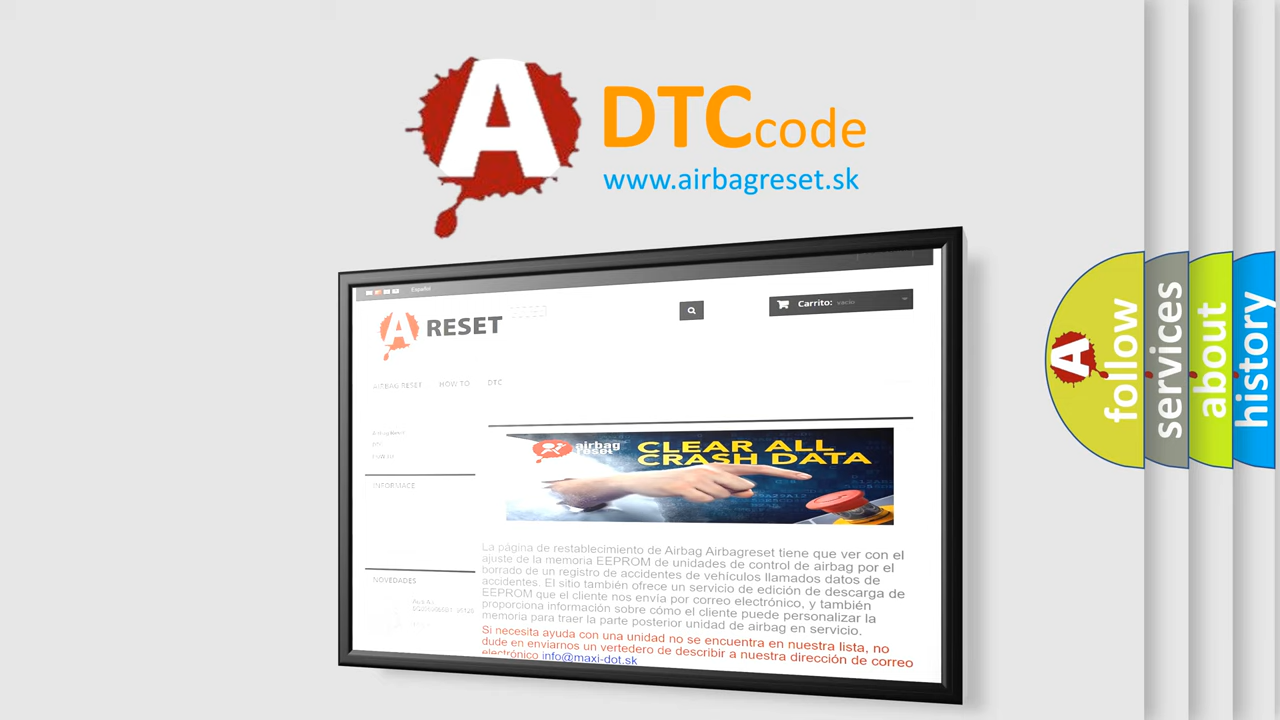 A DTC code
www.airbagreset.sk
Español
A RESET
Carrito: vacío
AIRBAG RESET HOW TO DTC
Airbag Reset
DTC
INFORMACE
airbag
reset
CLEAR ALL
CRASH DATA
La página de restablecimiento de Airbag Airbagreset tiene que ver con el
ajuste de la memoria EEPROM de unidades de control de airbag por el
borrado de un registro de accidentes de vehículos llamados datos de
accidentes. El sitio también ofrece un servicio de edición de descarga de
EEPROM que el cliente nos envía por correo electrónico, y también
proporciona información sobre cómo el cliente puede personalizar la
memoria para traer la parte posterior unidad de airbag en servicio.
Si necesita ayuda con una unidad no se encuentra en nuestra lista, no
dude en enviarnos un vertedero de describir a nuestra dirección de correo
electrónico info@maxi-dot.sk
NOVEDADES
A
follow
services
about
history